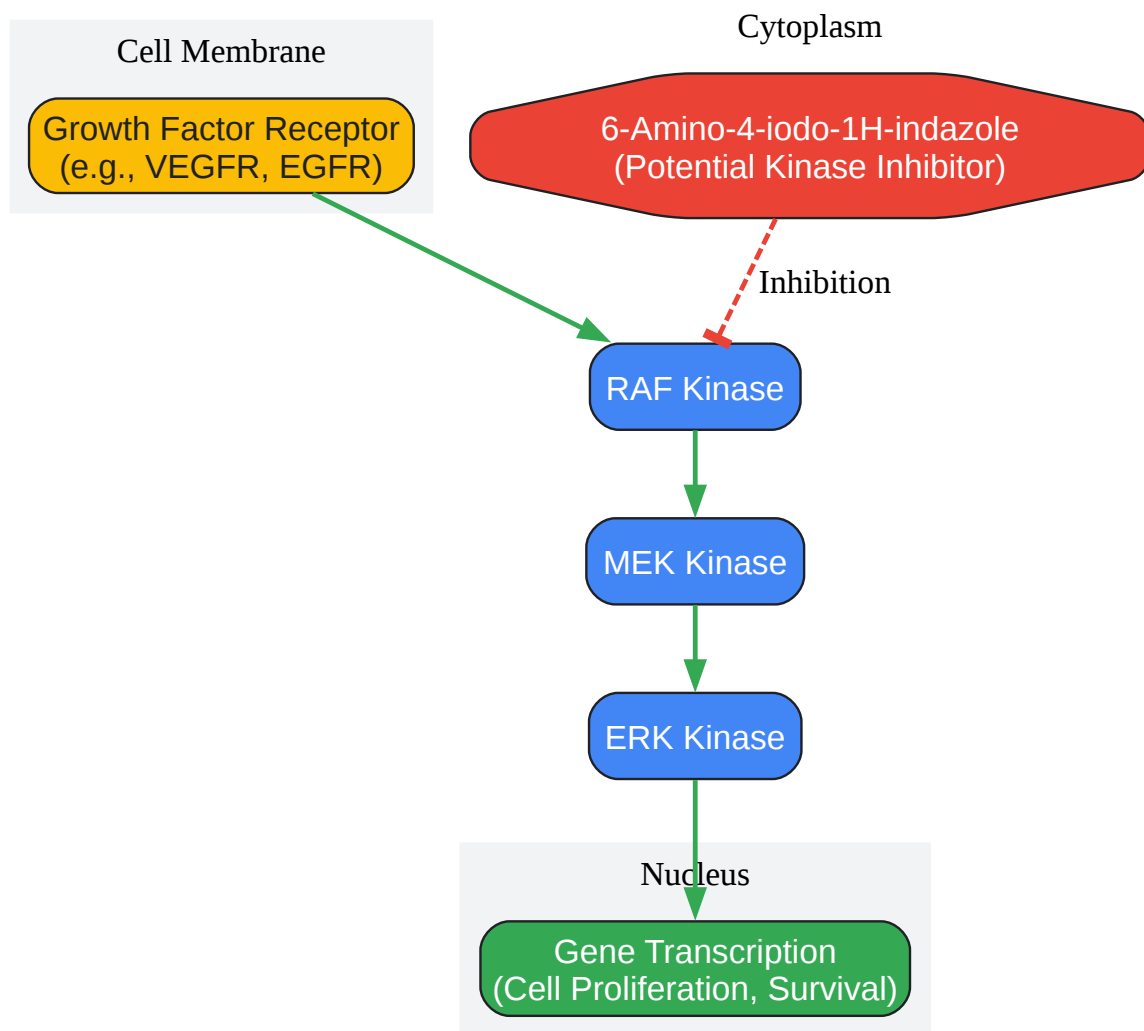 Cell Membrane
Growth Factor Receptor
(e.g., VEGFR, EGFR)
Cytoplasm
6-Amino-4-iodo-1H-indazole
(Potential Kinase Inhibitor)
Inhibition
RAF Kinase
MEK Kinase
ERK Kinase
Nucleus
Gene Transcription
(Cell Proliferation, Survival)